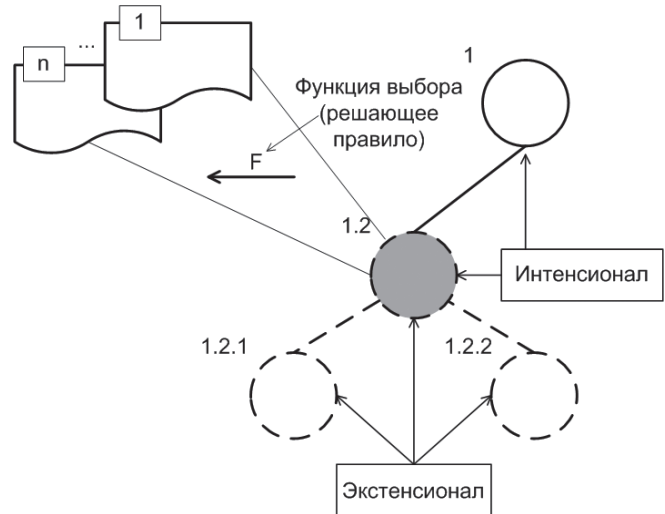 1
n
...
Функция выбора
(решающее
правило)
F
1
1.2
Интенсионал
1.2.1
1.2.2
Экстенсионал